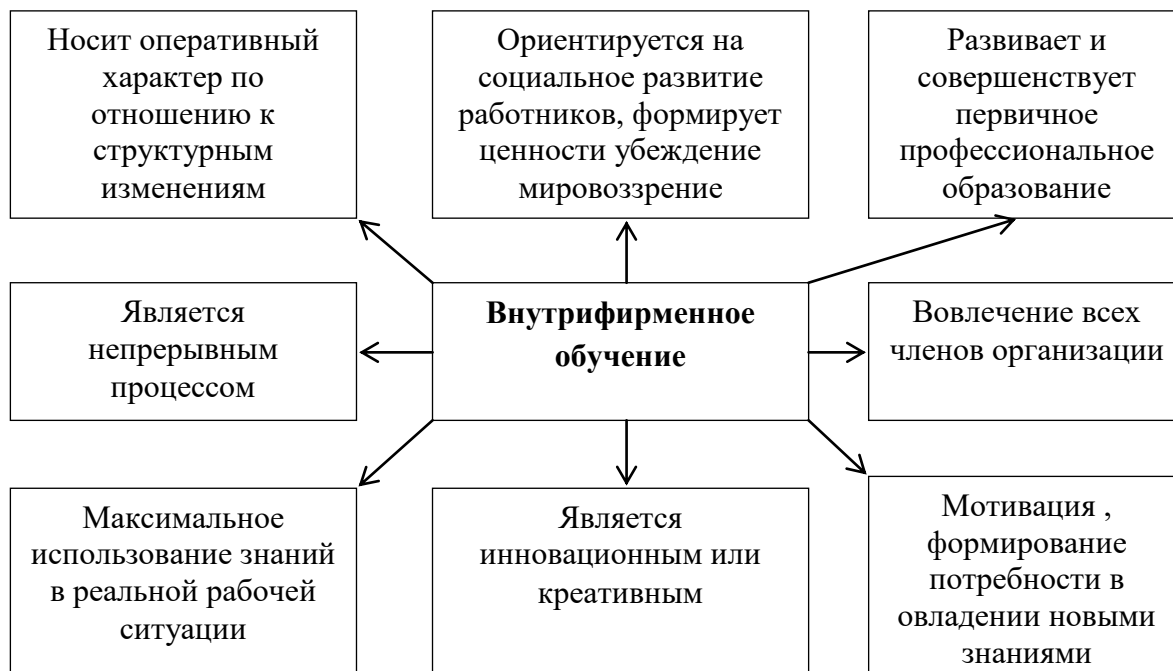 Носит оперативный
характер по
отношению к
структурным
изменениям
Ориентируется на
социальное развитие
работников, формирует
ценности убеждение
мировоззрение
Развивает и
совершенствует
первичное
профессиональное
образование
Является
непрерывным
процессом
Внутрифирменное
обучение
Вовлечение всех
членов организации
Максимальное
использование знаний
в реальной рабочей
ситуации
Является
инновационным или
креативным
Мотивация ,
формирование
потребности в
овладении новыми
знаниями